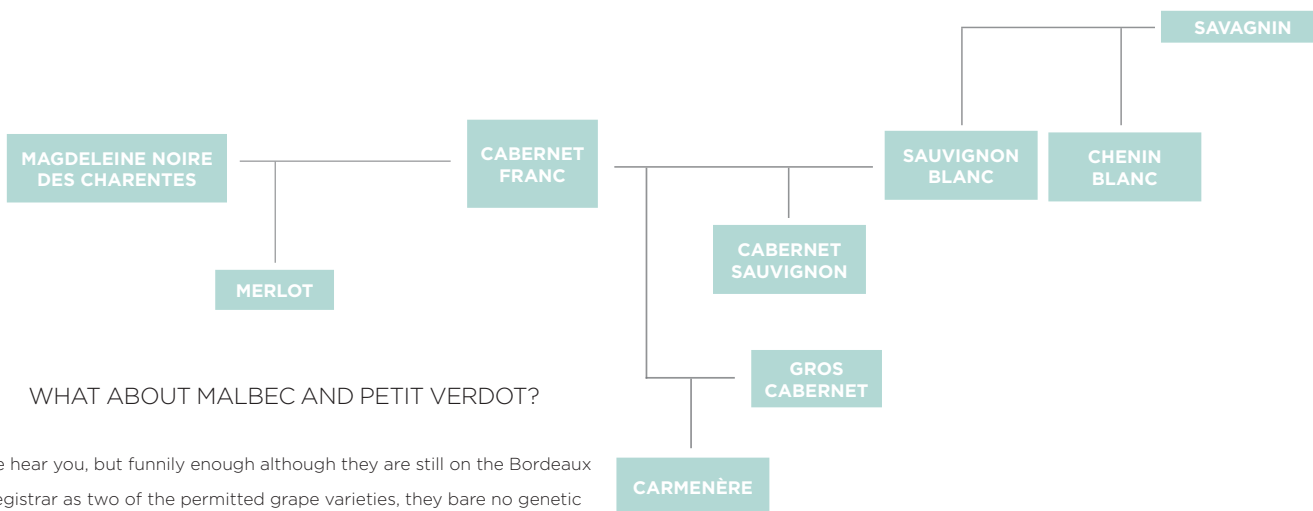 SAVAGNIN
MAGDELEINE NOIRE
DES CHARENTES
CABERNET
FRANC
SAUVIGNON
BLANC
CHENIN
BLANC
CABERNET
SAUVIGNON
MERLOT
GROS
CABERNET
WHAT ABOUT MALBEC AND PETIT VERDOT?
e hear you, but funnily enough although they are still on the Bordeaux
egistrar as two of the permitted grape varieties, they bare no genetic
CARMENÈRE